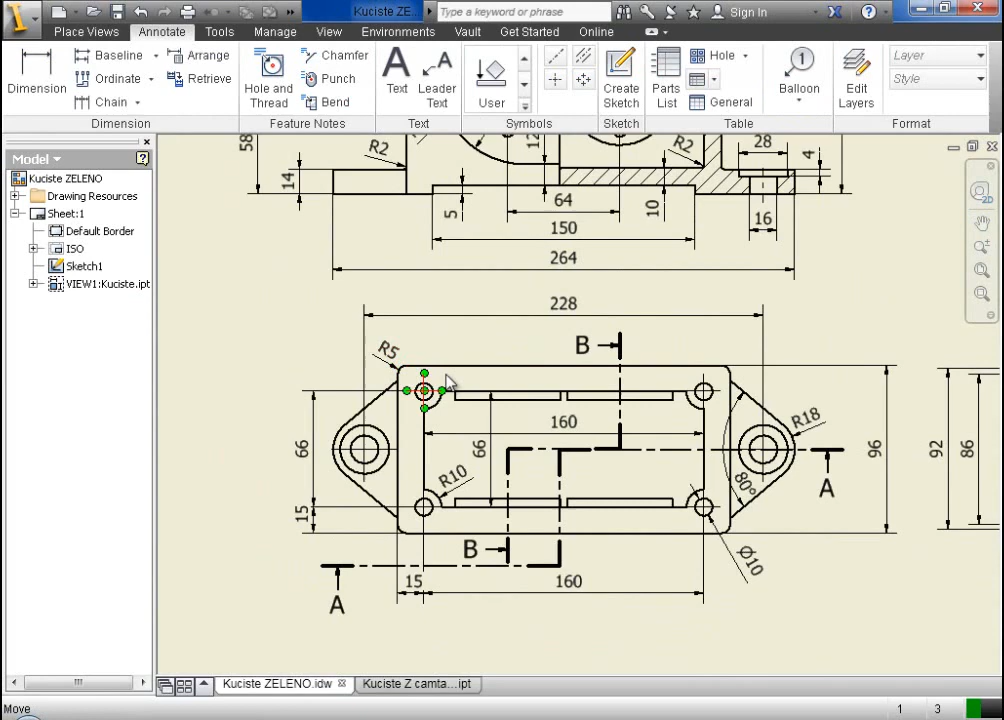 Kuciste ZE...
Type a keyword or phrase
Sign In
Place Views Annotate Tools Manage View Environments Vault Get Started Online
Dimension
Baseline
Ordinate
Chain
Arrange
Retrieve
Dimension
Hole and Thread
Chamfer
Punch
Bend
Feature Notes
Text
Leader Text
Text
User
Symbols
Create Sketch
Sketch
Parts List
Hole
General
Table
Balloon
1
Edit Layers
Layer
Style
Format
Model
Kuciste ZELENO
Drawing Resources
Sheet:1
Default Border
ISO
Sketch1
VIEW1:Kuciste.ipt
2D
58
R2
12
R2
28
4
14
5
64
10
16
150
264
228
R5
B
160
66
66
R10
15
B
15
160
A
80°
R18
A
Ø10
96
92
86
Kuciste ZELENO.idw
Kuciste Z camta...ipt
Move
1 3